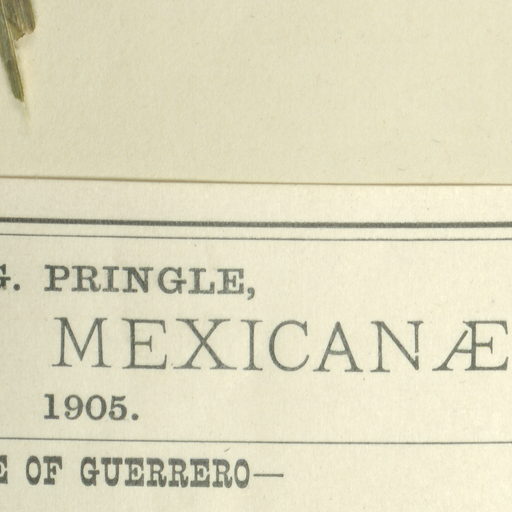 G. PRINGLE,
MEXICANÆ
1905.
E OF GUERRERO—